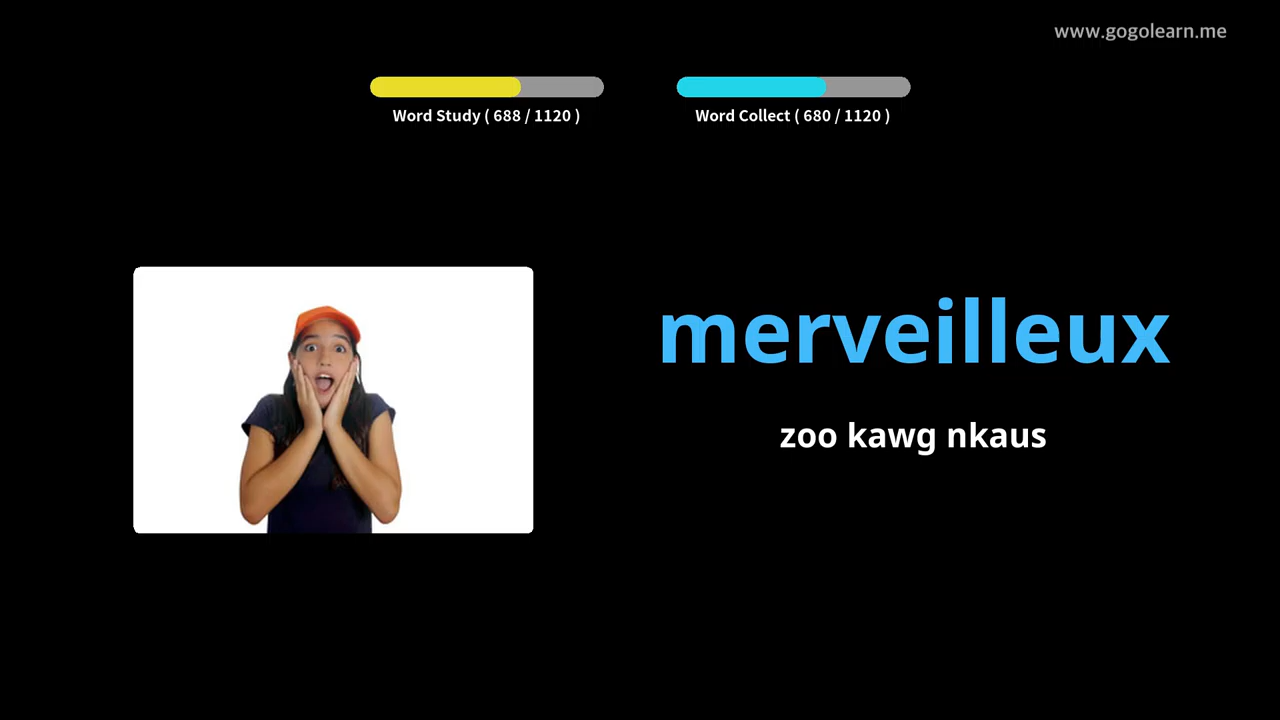 www.gogolearn.me
Word Study ( 688 / 1120 )
Word Collect ( 680 / 1120 )
merveilleux
zoo kawg nkaus